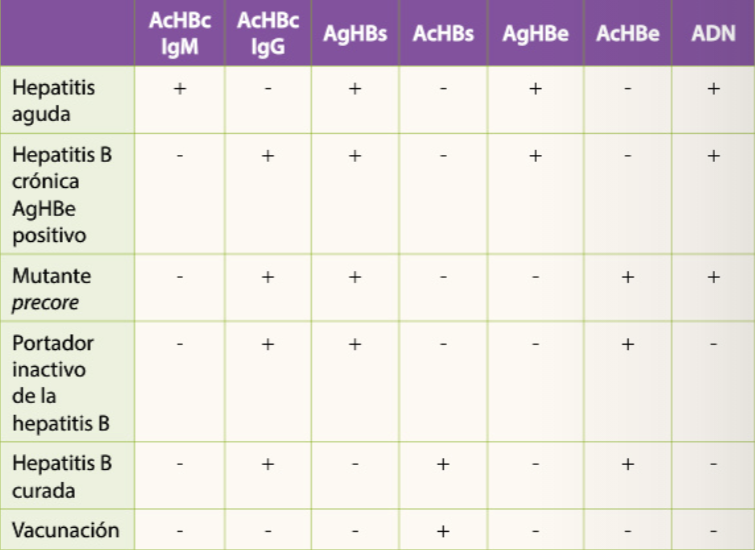 AcHBc IgM AcHBc IgG AgHBs AcHBs AgHBe AcHBe ADN
Hepatitis aguda + - + - + - +
Hepatitis B crónica AgHBe positivo - + + - + - +
Mutante precore - + + - - + +
Portador inactivo de la hepatitis B - + + - - + -
Hepatitis B curada - + - + - + -
Vacunación - - - + - - -